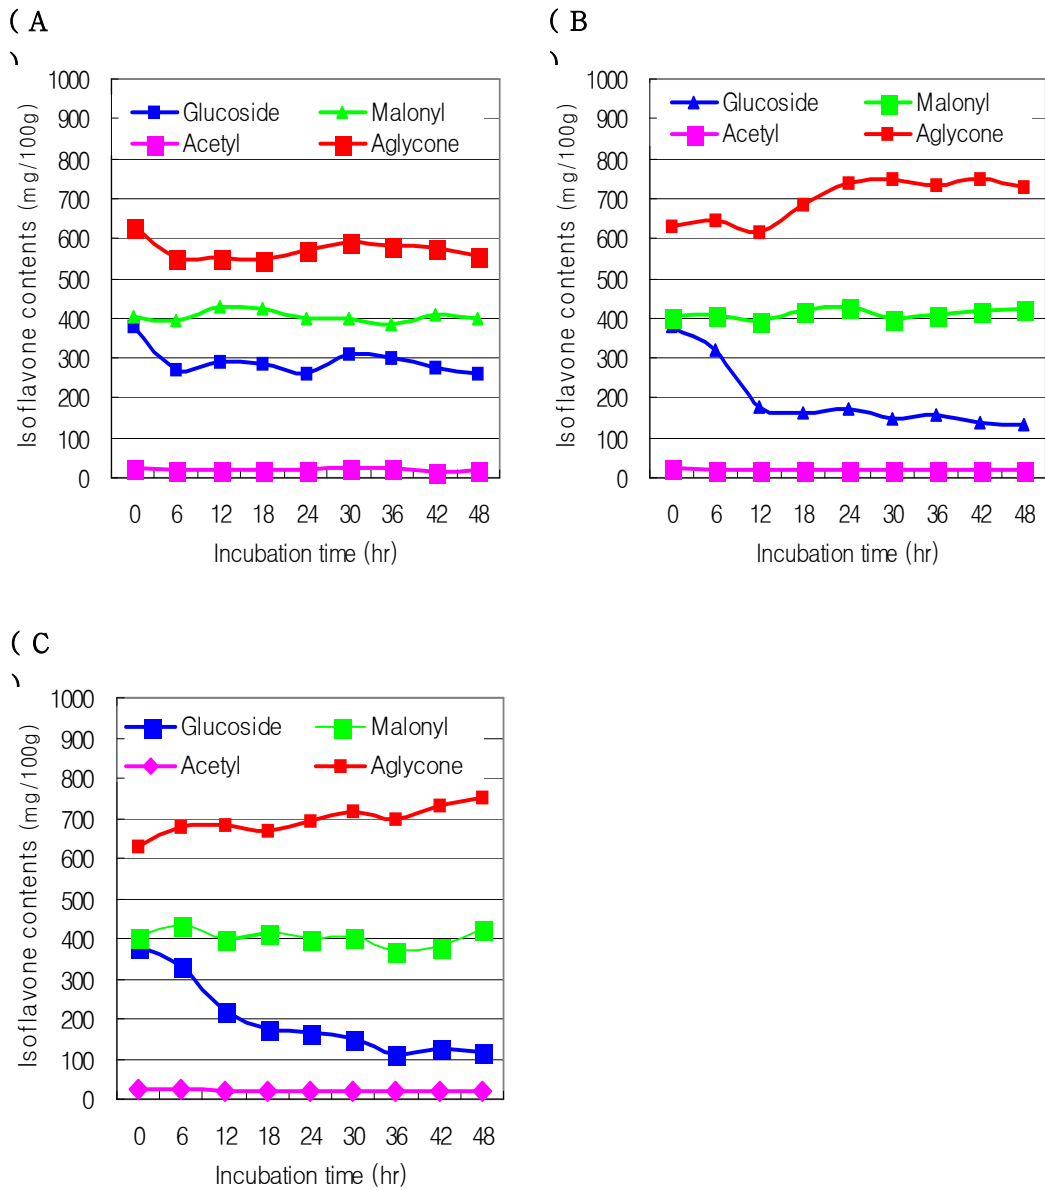 ( A
)
1000
900
800
700
600
500
400
300
200
100
0
Isoflavone contents (mg/100g)
Glucoside Malonyl
Acetyl Aglycone
0 6 12 18 24 30 36 42 48
Incubation time (hr)
( B
)
1000
900
800
700
600
500
400
300
200
100
0
Isoflavone contents (mg/100g)
Glucoside Malonyl
Acetyl Aglycone
0 6 12 18 24 30 36 42 48
Incubation time (hr)
( C
)
1000
900
800
700
600
500
400
300
200
100
0
Isoflavone contents (mg/100g)
Glucoside Malonyl
Acetyl Aglycone
0 6 12 18 24 30 36 42 48
Incubation time (hr)